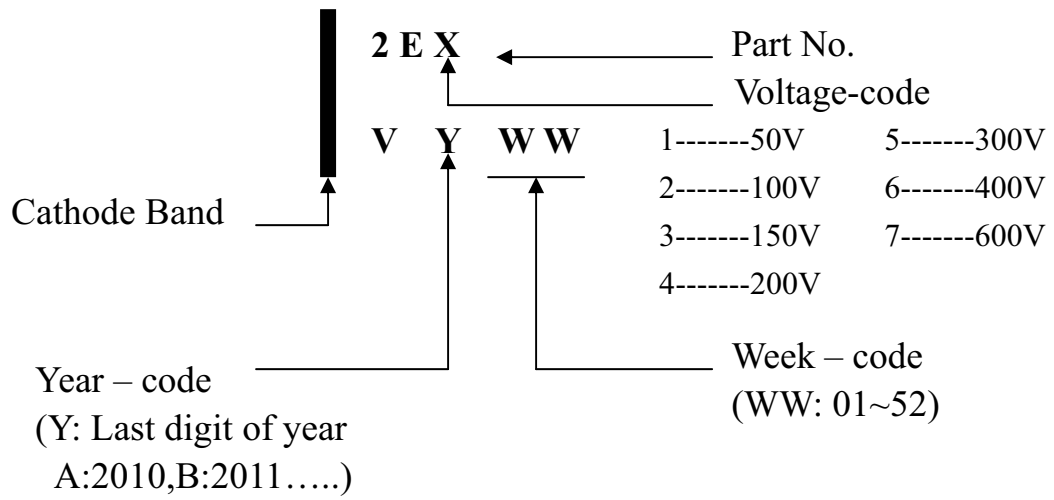 2 E X
Part No.
Voltage-code
V Y W W
1-------50V 5-------300V
2-------100V 6-------400V
3-------150V 7-------600V
4-------200V
Cathode Band
Year – code
(Y: Last digit of year
A:2010,B:2011…..)
Week – code
(WW: 01~52)